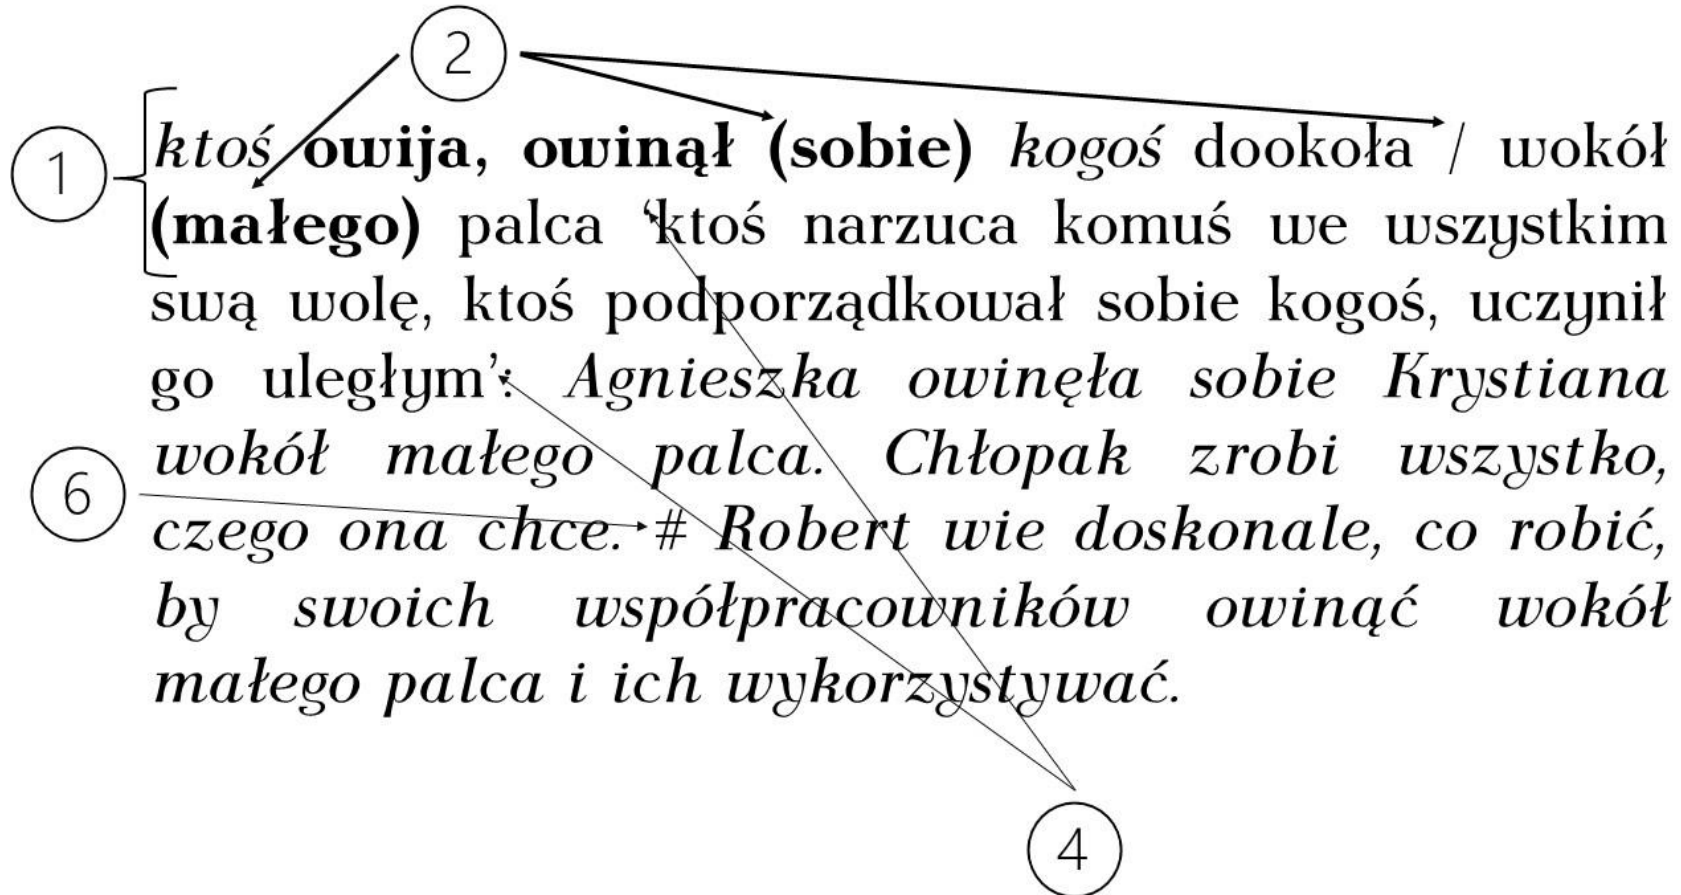 2
1
ktoś owija, owinął (sobie) kogoś dookoła / wokół
(małego) palca ‘ktoś narzuca komuś we wszystkim
swą wolę, ktoś podporządkował sobie kogoś, uczynił
go uległym’: Agnieszka owinęła sobie Krystiana
wokół małego palca. Chłopak zrobi wszystko,
6
czego ona chce. # Robert wie doskonale, co robić,
by swoich współpracowników owinąć wokół
małego palca i ich wykorzystywać.
4